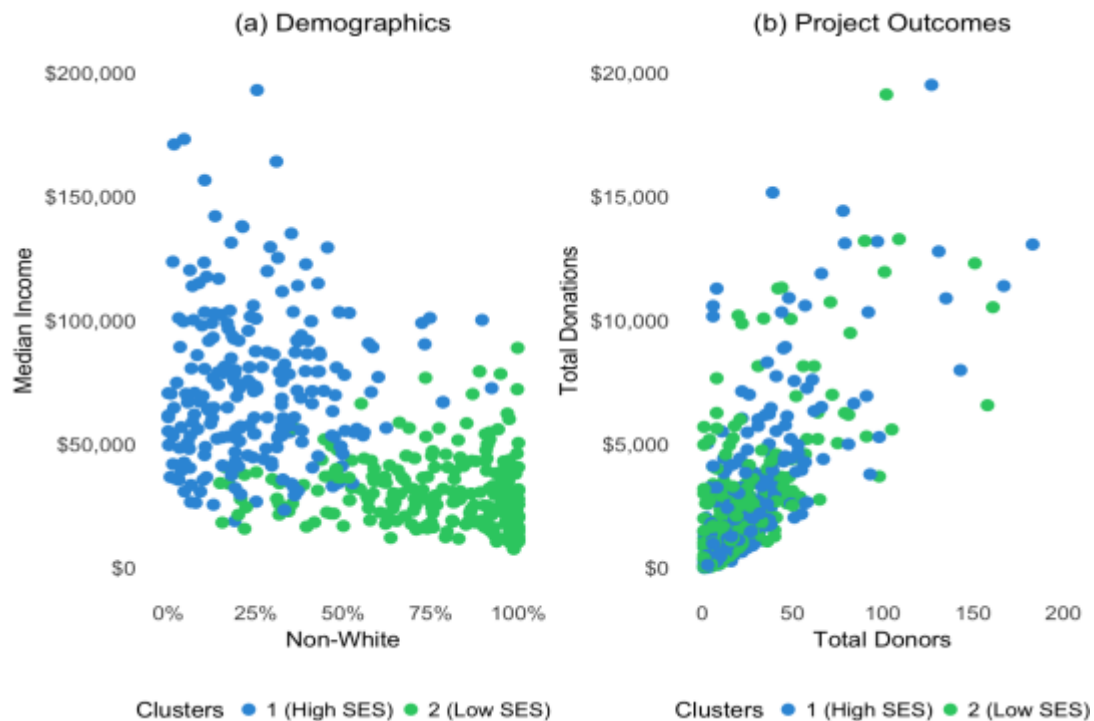 (a) Demographics
$200,000
$150,000
$100,000
$50,000
$0
Median Income
0% 25% 50% 75% 100%
Non-White
Clusters 1 (High SES) 2 (Low SES)
(b) Project Outcomes
$20,000
$15,000
$10,000
$5,000
$0
Total Donations
0 50 100 150 200
Total Donors
Clusters 1 (High SES) 2 (Low SES)